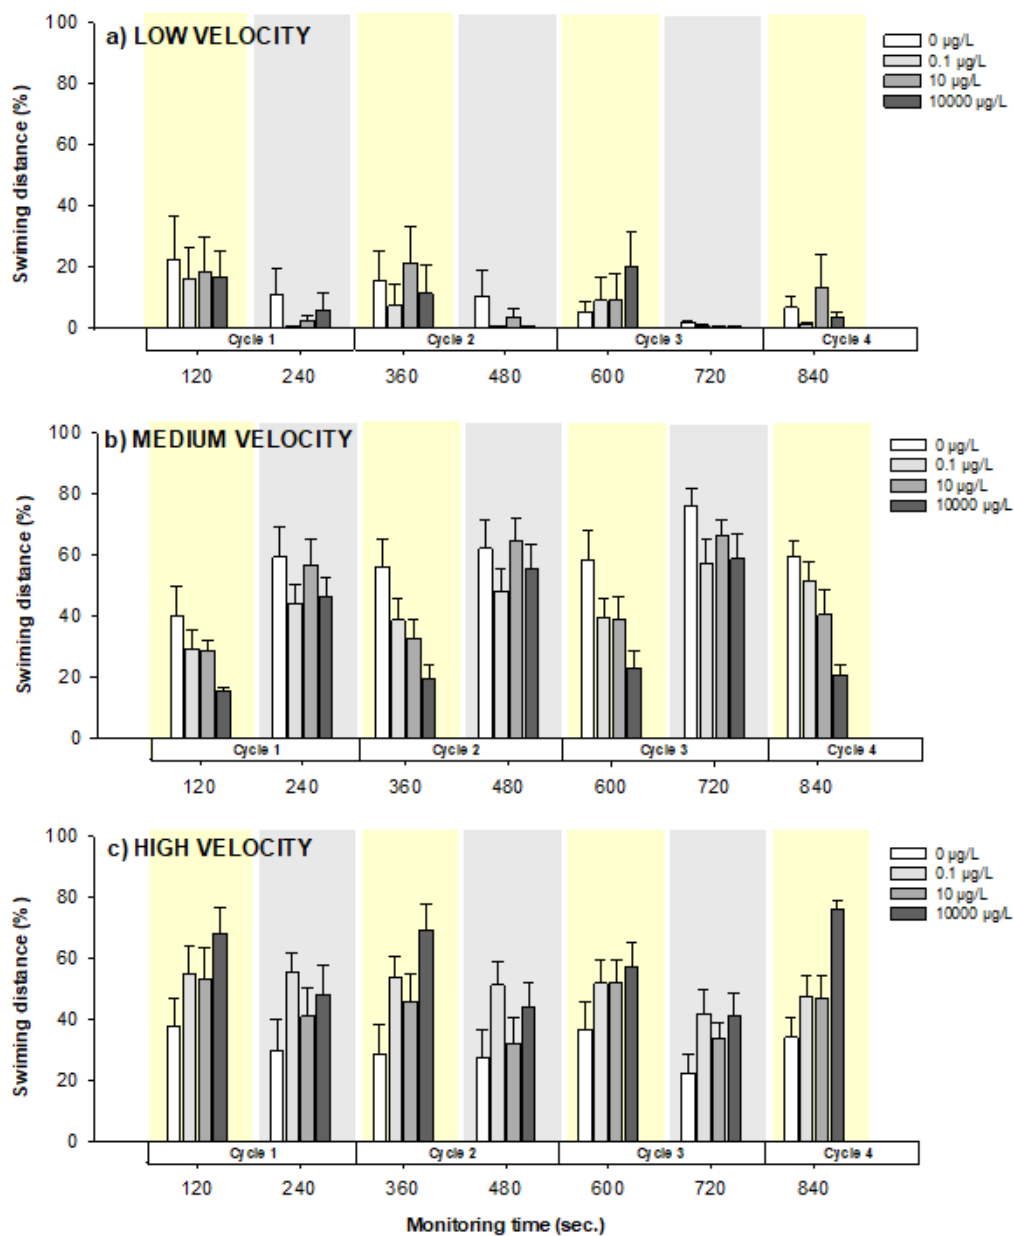 a) LOW VELOCITY
Swiming distance (%)
100
80
60
40
20
0
0 µg/L
0.1 µg/L
10 µg/L
10000 µg/L
Cycle 1 Cycle 2 Cycle 3 Cycle 4
120 240 360 480 600 720 840
b) MEDIUM VELOCITY
Swiming distance (%)
100
80
60
40
20
0
0 µg/L
0.1 µg/L
10 µg/L
10000 µg/L
Cycle 1 Cycle 2 Cycle 3 Cycle 4
120 240 360 480 600 720 840
c) HIGH VELOCITY
Swiming distance (%)
100
80
60
40
20
0
0 µg/L
0.1 µg/L
10 µg/L
10000 µg/L
Cycle 1 Cycle 2 Cycle 3 Cycle 4
120 240 360 480 600 720 840
Monitoring time (sec.)